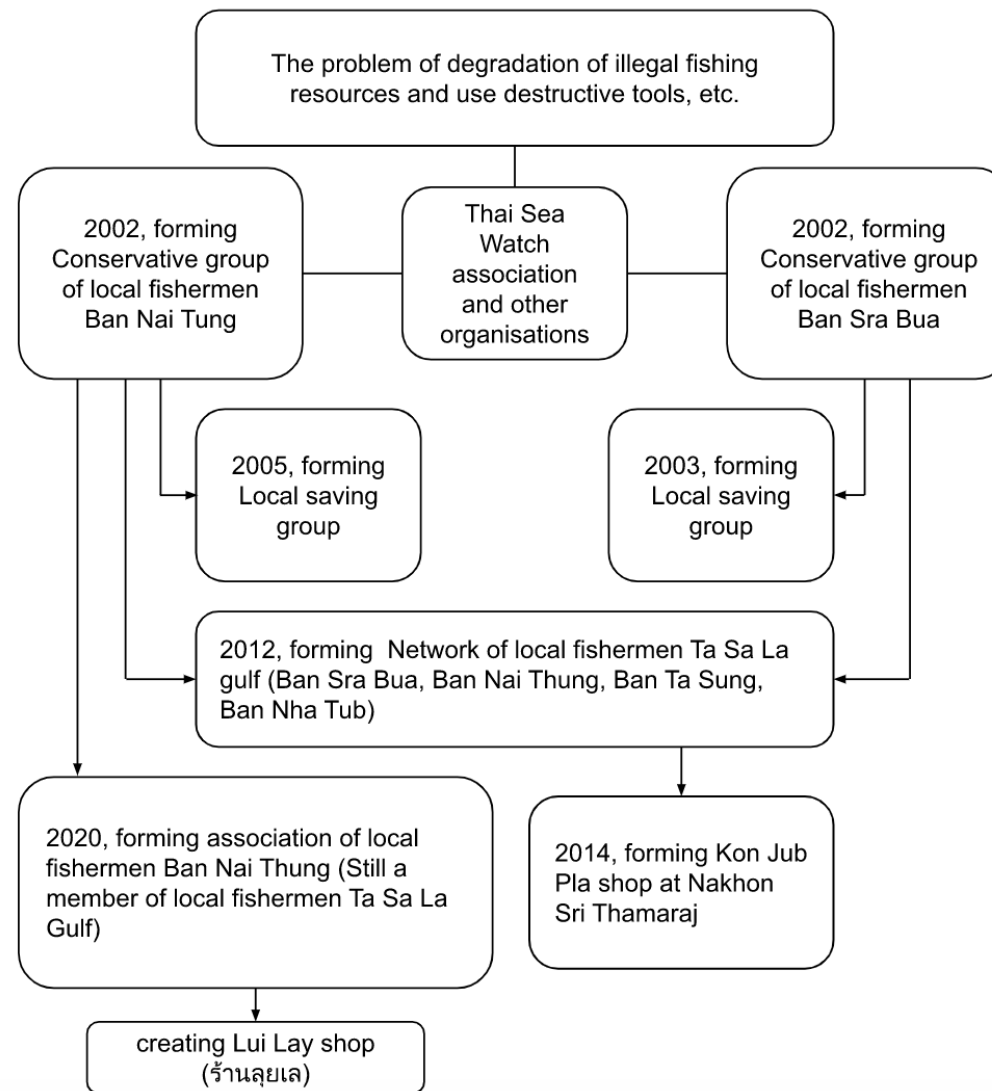 The problem of degradation of illegal fishing
resources and use destructive tools, etc.
2002, forming
Conservative group
of local fishermen
Ban Nai Tung
Thai Sea
Watch
association
and other
organisations
2002, forming
Conservative group
of local fishermen
Ban Sra Bua
2005, forming
Local saving
group
2003, forming
Local saving
group
2012, forming  Network of local fishermen Ta Sa La
gulf (Ban Sra Bua, Ban Nai Thung, Ban Ta Sung,
Ban Nha Tub)
2020, forming association of local
fishermen Ban Nai Thung (Still a
member of local fishermen Ta Sa La
Gulf)
2014, forming Kon Jub
Pla shop at Nakhon
Sri Thamaraj
creating Lui Lay shop
(ร้านลุยเล)